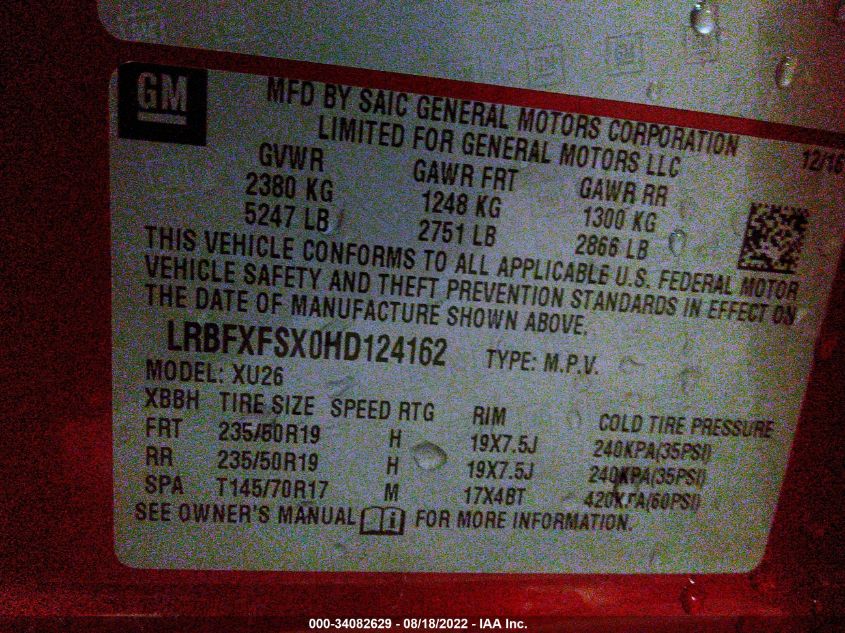 GM
MFD BY SAIC GENERAL MOTORS CORPORATION
LIMITED FOR GENERAL MOTORS LLC
12/16
GVWR GAWR FRT GAWR RR
2380 KG 1248 KG 1300 KG
5247 LB 2751 LB 2866 LB
THIS VEHICLE CONFORMS TO ALL APPLICABLE U.S. FEDERAL MOTOR
VEHICLE SAFETY AND THEFT PREVENTION STANDARDS IN EFFECT ON
THE DATE OF MANUFACTURE SHOWN ABOVE.
LRBFXFSX0HD124162 TYPE: M.P.V.
MODEL: XU26
XBBH TIRE SIZE SPEED RTG RIM COLD TIRE PRESSURE
FRT 235/50R19 H 19X7.5J 240KPA(35PSI)
RR 235/50R19 H 19X7.5J 240KPA(35PSI)
SPA T145/70R17 M 17X4BT 420KPA(60PSI)
SEE OWNER'S MANUAL i FOR MORE INFORMATION.
000-34082629 - 08/18/2022 - IAA Inc.